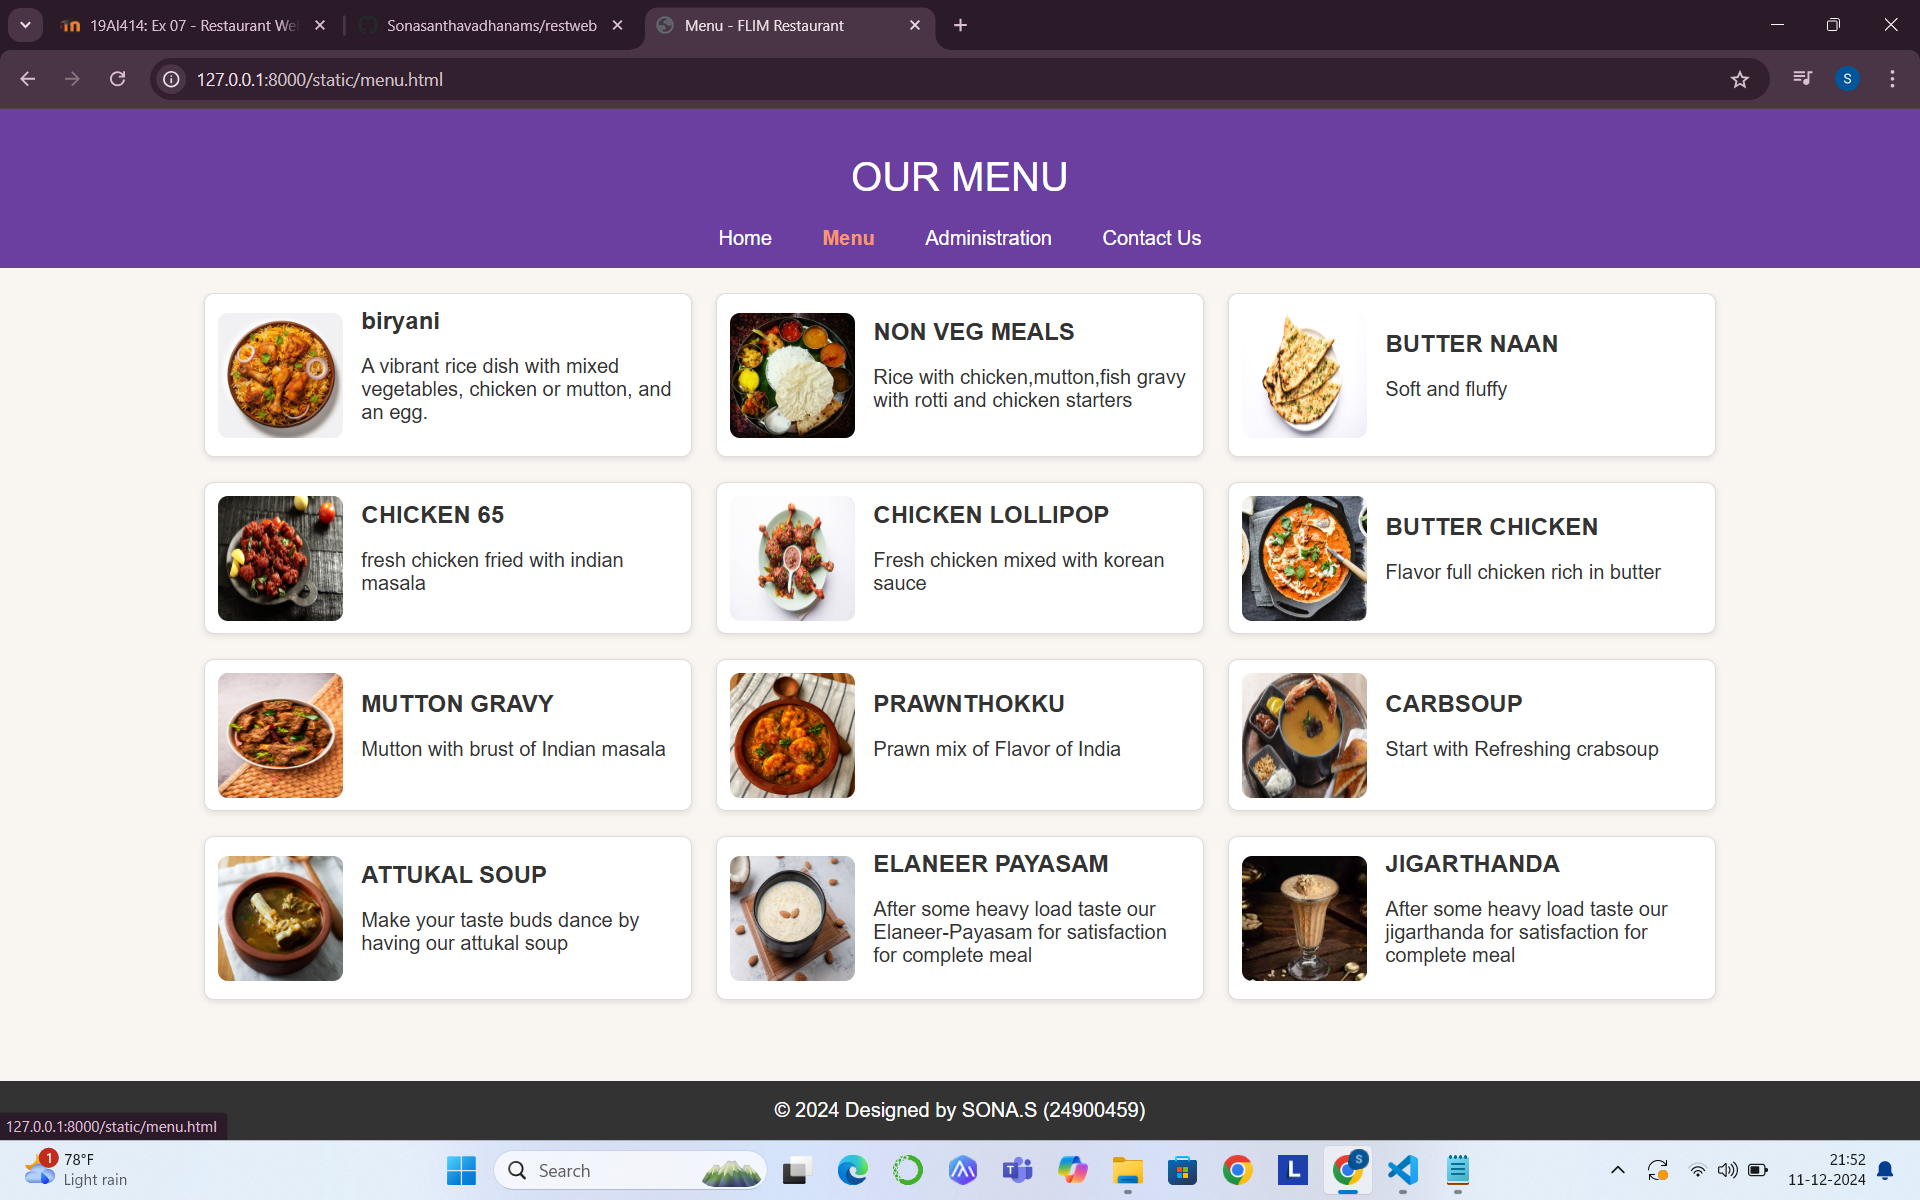 19AI414: Ex 07 - Restaurant We
Sonasanthavadhanams/restweb
Menu - FLIM Restaurant
127.0.0.1:8000/static/menu.html
S
OUR MENU
Home Menu Administration Contact Us
biryani
A vibrant rice dish with mixed
vegetables, chicken or mutton, and
an egg.
NON VEG MEALS
Rice with chicken,mutton,fish gravy
with rotti and chicken starters
BUTTER NAAN
Soft and fluffy
CHICKEN 65
fresh chicken fried with indian
masala
CHICKEN LOLLIPOP
Fresh chicken mixed with korean
sauce
BUTTER CHICKEN
Flavor full chicken rich in butter
MUTTON GRAVY
Mutton with brust of Indian masala
PRAWNTHOKKU
Prawn mix of Flavor of India
CARBSOUP
Start with Refreshing crabsoup
ATTUKAL SOUP
Make your taste buds dance by
having our attukal soup
ELANEER PAYASAM
After some heavy load taste our
Elaneer-Payasam for satisfaction
for complete meal
JIGARTHANDA
After some heavy load taste our
jigarthanda for satisfaction for
complete meal
© 2024 Designed by SONA.S (24900459)
127.0.0.1:8000/static/menu.html
1
78°F
Light rain
Search
T
L
S
21:52
11-12-2024